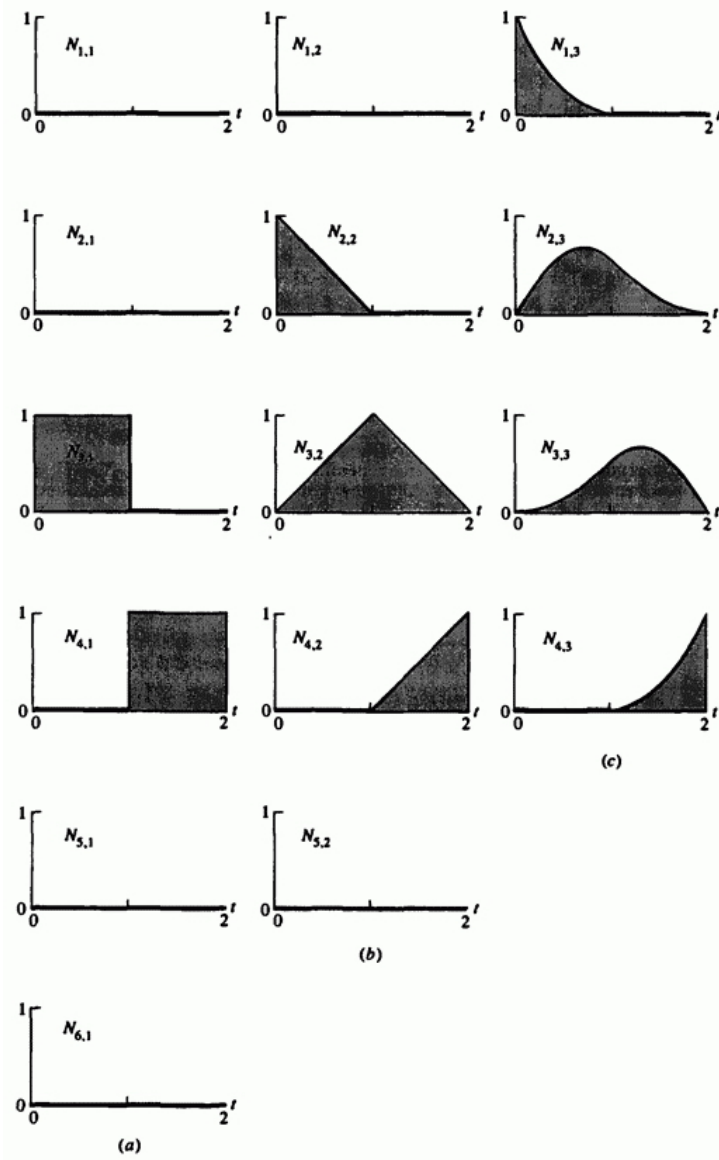 1 N1,1 0 0 2 t
1 N1,2 0 0 2 t
1 N1,3 0 0 2 t
1 N2,1 0 0 2 t
1 N2,2 0 0 2 t
1 N2,3 0 0 2 t
1 N3,1 0 0 2 t
1 N3,2 0 0 2 t
1 N3,3 0 0 2 t
1 N4,1 0 0 2 t
1 N4,2 0 0 2 t
1 N4,3 0 0 2 t
(c)
1 N5,1 0 0 2 t
1 N5,2 0 0 2 t
(b)
1 N6,1 0 0 2 t
(a)